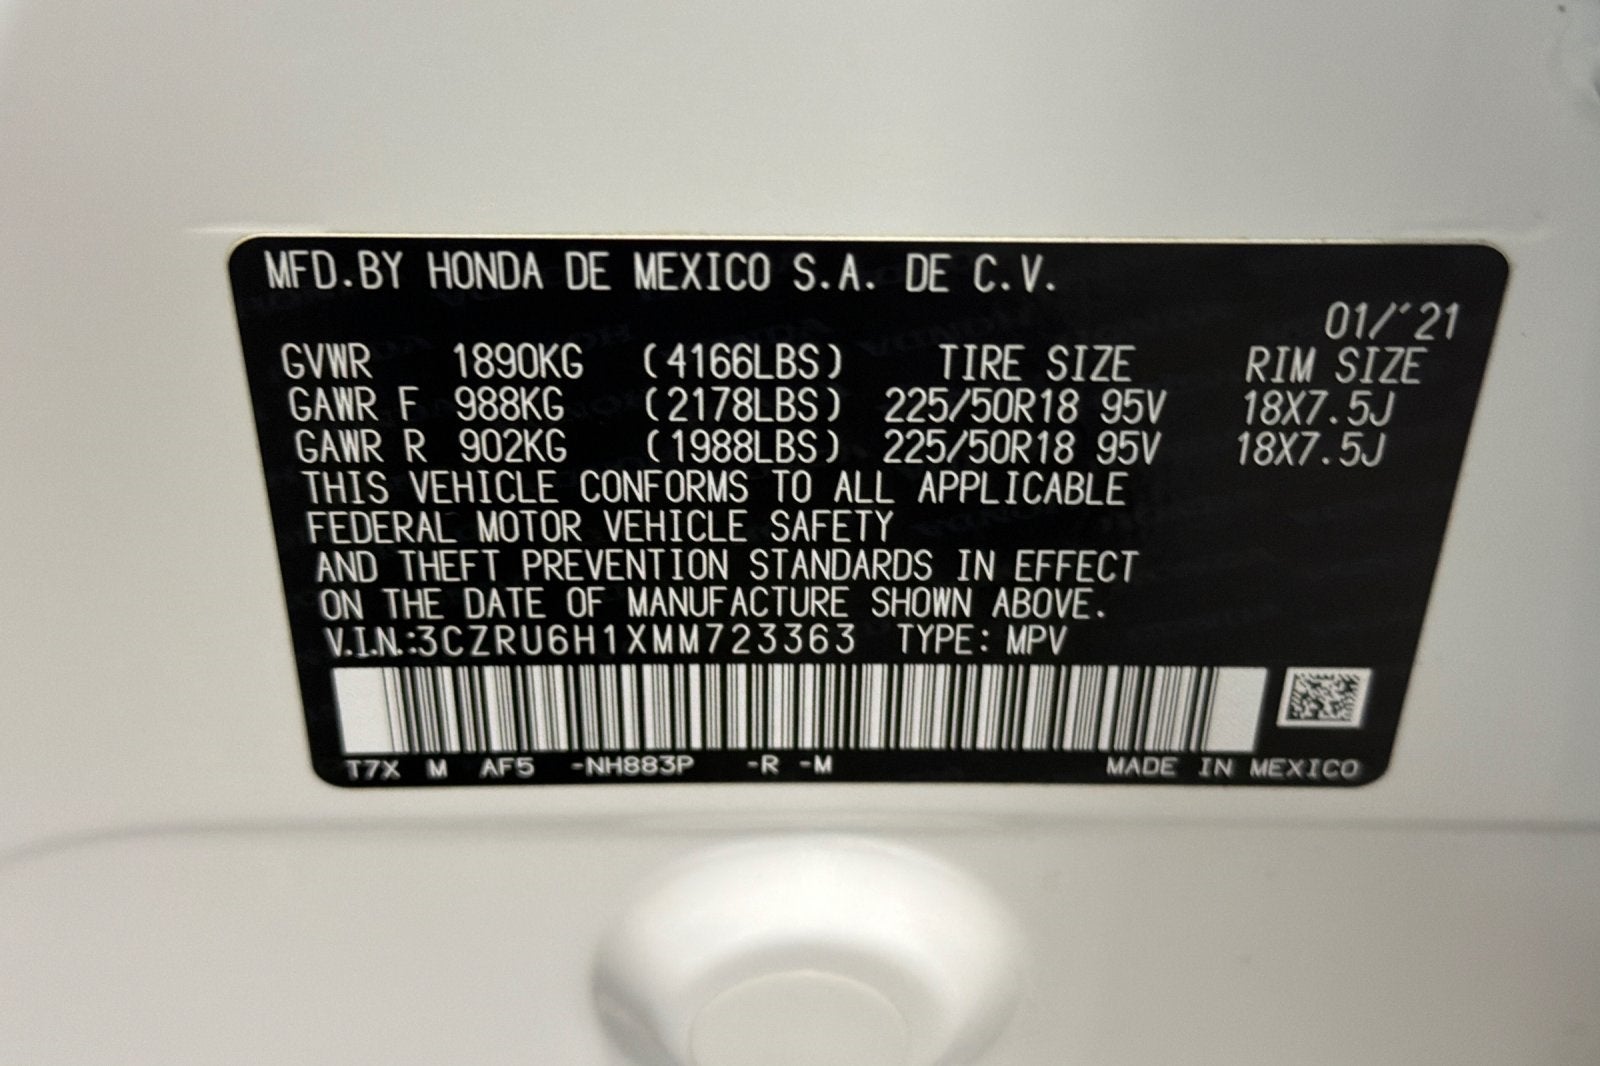 MFD.BY HONDA DE MEXICO S.A. DE C.V.
01/'21
GVWR 1890KG (4166LBS) TIRE SIZE RIM SIZE
GAWR F 988KG (2178LBS) 225/50R18 95V 18X7.5J
GAWR R 902KG (1988LBS) 225/50R18 95V 18X7.5J
THIS VEHICLE CONFORMS TO ALL APPLICABLE
FEDERAL MOTOR VEHICLE SAFETY
AND THEFT PREVENTION STANDARDS IN EFFECT
ON THE DATE OF MANUFACTURE SHOWN ABOVE.
V.I.N.:3CZRU6H1XMM723363 TYPE: MPV
T7X M AF5 -NH883P -R -M MADE IN MEXICO